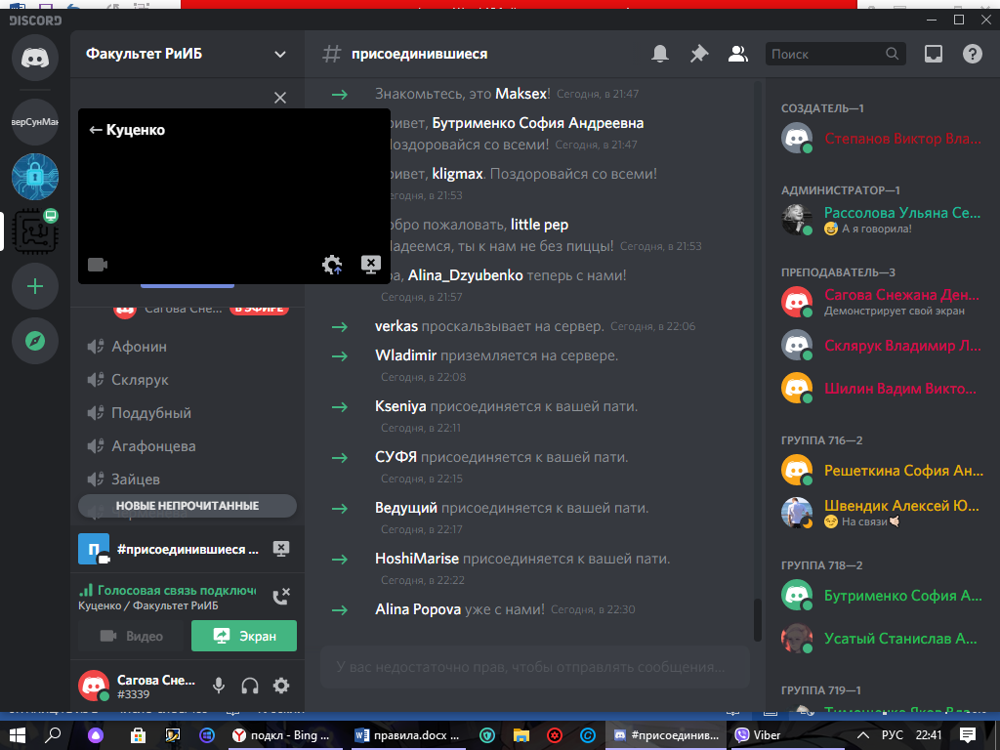 DISCORD
Факультет РиИБ
присоединившиеся
Поиск
Куценко
Сагова Сне...
В ЭФИРЕ
Афонин
Склярук
Поддубный
Агафонцева
Зайцев
НОВЫЕ НЕПРОЧИТАННЫЕ
П
#присоединившиеся ...
Голосовая связь подключе
Куценко / Факультет РиИБ
Видео
Экран
Сагова Сне...
#3339
Знакомьтесь, это Maksex! Сегодня, в 21:47
ривет, Бутрименко София Андреевна
Поздоровайся со всеми! Сегодня, в 21:47
ривет, kligmax. Поздоровайся со всеми!
Сегодня, в 21:53
обро пожаловать, little pep
Надеемся, ты к нам не без пиццы! Сегодня, в 21:53
ра, Alina_Dzyubenko теперь с нами!
Сегодня, в 21:57
verkas проскальзывает на сервер. Сегодня, в 22:06
Wladimir приземляется на сервере.
Сегодня, в 22:08
Kseniya присоединяется к вашей пати.
Сегодня, в 22:11
СУФЯ присоединяется к вашей пати.
Сегодня, в 22:15
Ведущий присоединяется к вашей пати.
Сегодня, в 22:17
HoshiMarise присоединяется к вашей пати.
Сегодня, в 22:22
Alina Popova уже с нами! Сегодня, в 22:30
У вас недостаточно прав, чтобы отправлять сообщения...
СОЗДАТЕЛЬ—1
Степанов Виктор Вла...
АДМИНИСТРАТОР—1
Рассолова Ульяна Се...
😅 А я говорила!
ПРЕПОДАВАТЕЛЬ—3
Сагова Снежана Ден...
Демонстрирует свой экран
Склярук Владимир Л...
Шилин Вадим Викто...
ГРУППА 716—2
Решеткина София Ан...
Швендик Алексей Ю...
😏 На связи🤙🏻
ГРУППА 718—2
Бутрименко София А...
Усатый Станислав А...
ГРУППА 719—1
Тимошенко Яков Вла...
подкл - Bing ...
правила.docx ...
#присоединив...
Viber
РУС
22:41